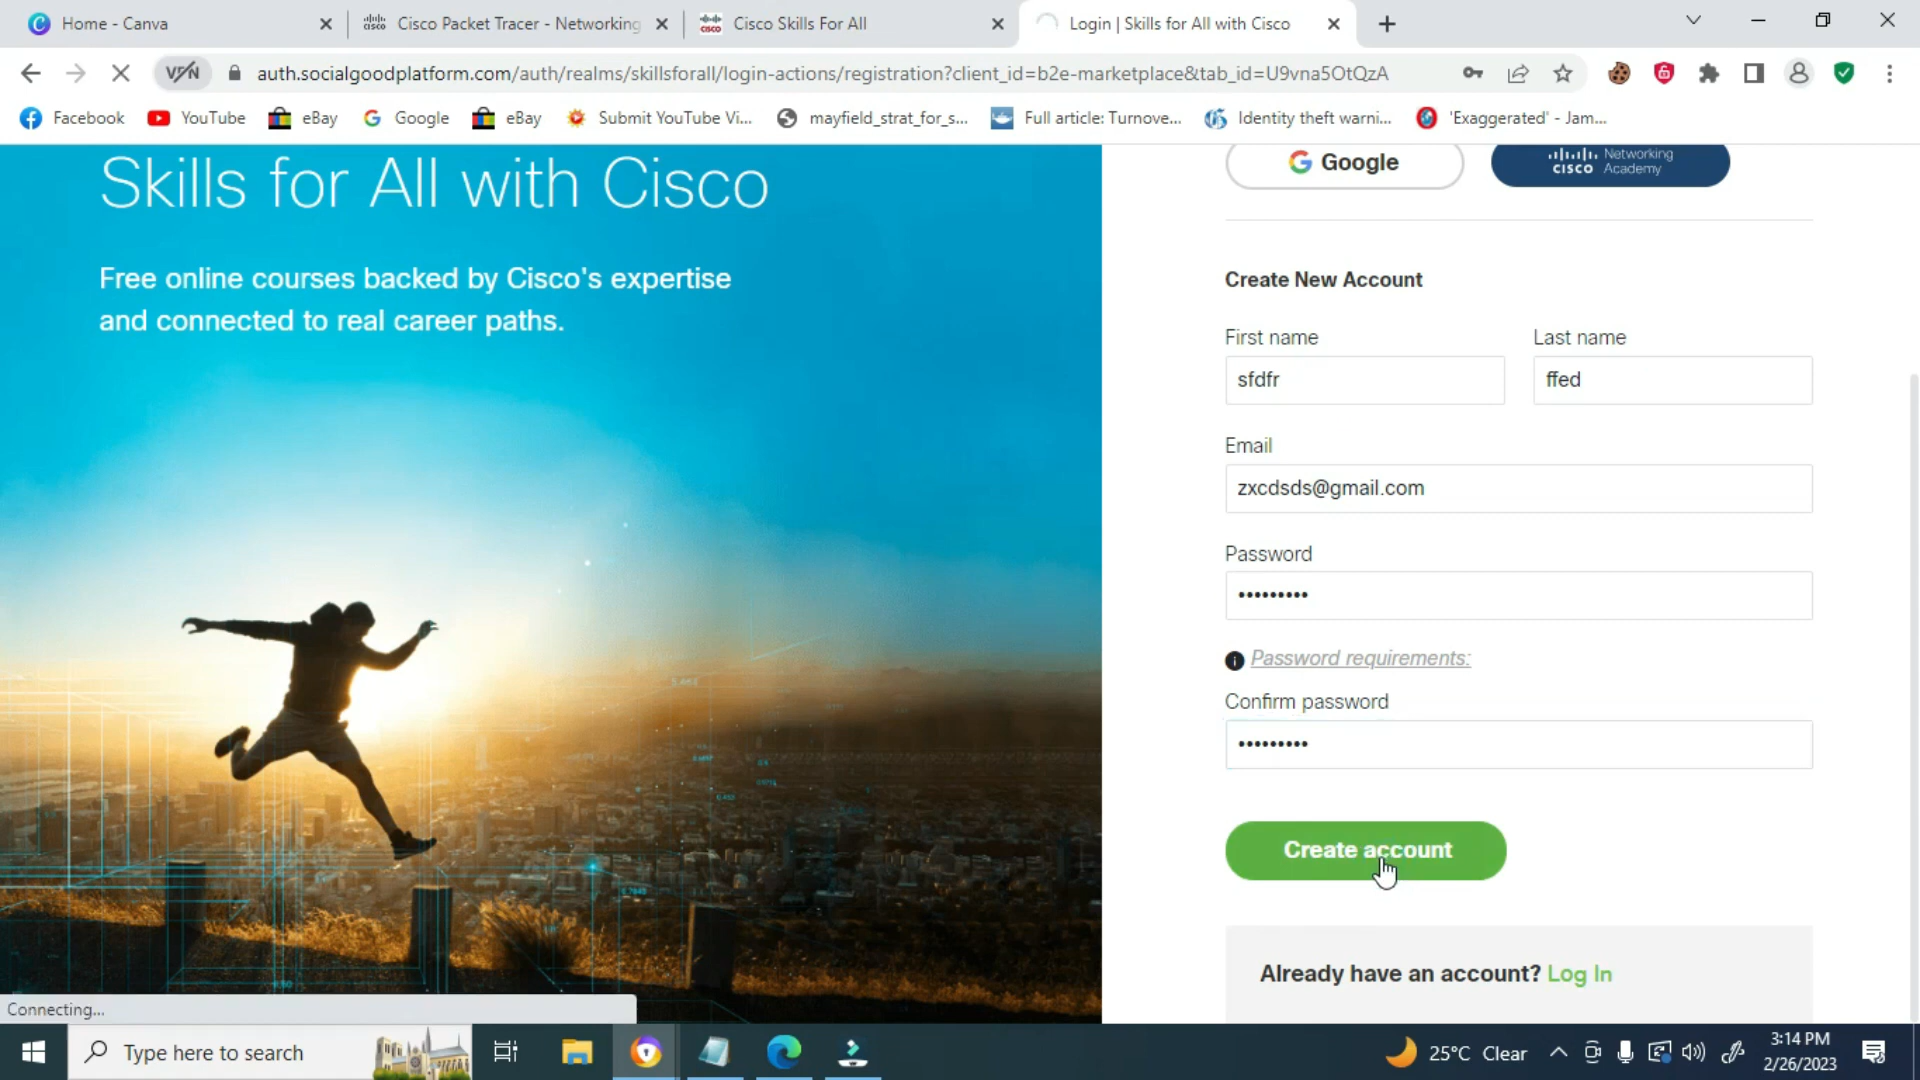 Home - Canva
Cisco Packet Tracer - Networking
Cisco Skills For All
Login | Skills for All with Cisco
VPN
auth.socialgoodplatform.com/auth/realms/skillsforall/login-actions/registration?client_id=b2e-marketplace&tab_id=U9vna5OtQzA
Facebook
YouTube
eBay
Google
eBay
Submit YouTube Vi...
mayfield_strat_for_s...
Full article: Turnove...
Identity theft warni...
'Exaggerated' - Jam...
Skills for All with Cisco
Free online courses backed by Cisco's expertise
and connected to real career paths.
Google
CISCO Networking Academy
Create New Account
First name
Last name
sfdfr
ffed
Email
zxcdsds@gmail.com
Password
•••••••••
Password requirements:
Confirm password
•••••••••
Create account
Already have an account? Log In
Connecting...
Type here to search
25°C Clear
3:14 PM
2/26/2023